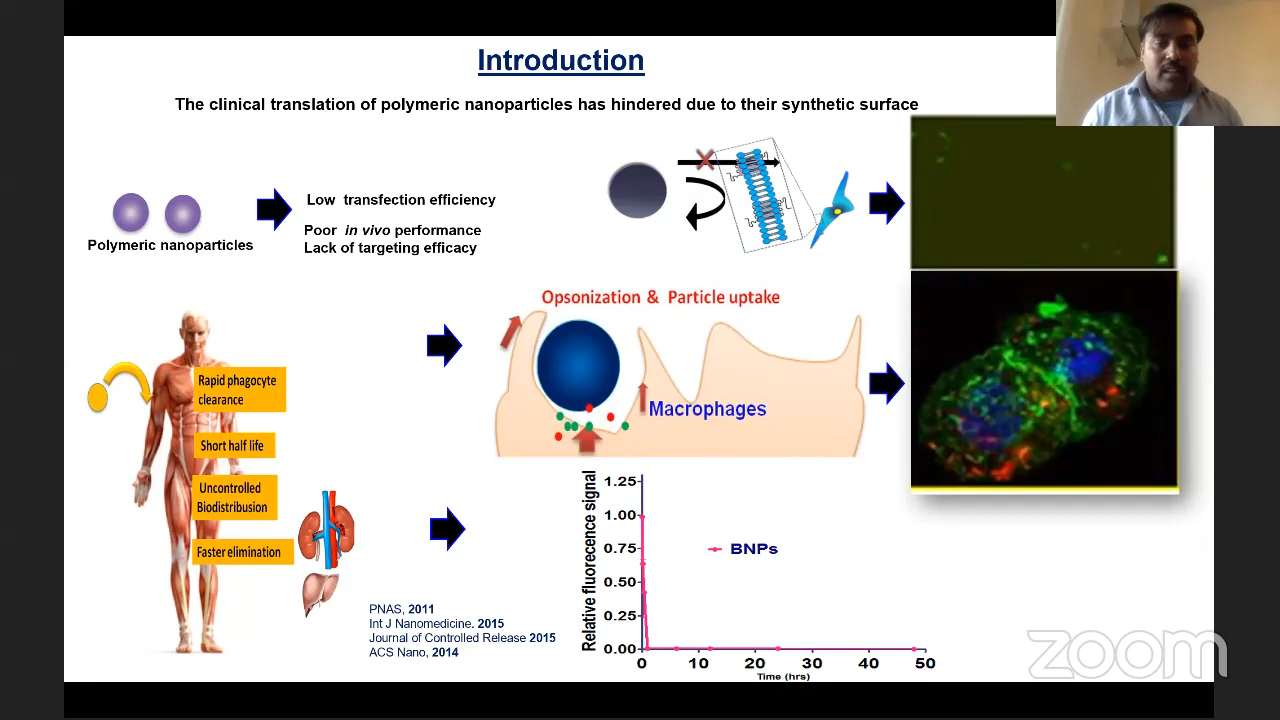 Introduction
The clinical translation of polymeric nanoparticles has hindered due to their synthetic surface
Polymeric nanoparticles
Low transfection efficiency
Poor in vivo performance
Lack of targeting efficacy
Opsonization & Particle uptake
Macrophages
Rapid phagocyte
clearance
Short half life
Uncontrolled
Biodistribusion
Faster elimination
PNAS, 2011
Int J Nanomedicine. 2015
Journal of Controlled Release 2015
ACS Nano, 2014
Relative fluorecence signal
1.25
1.00
0.75
0.50
0.25
0.00
BNPs
0 10 20 30 40 50
Time (hrs)
zoom